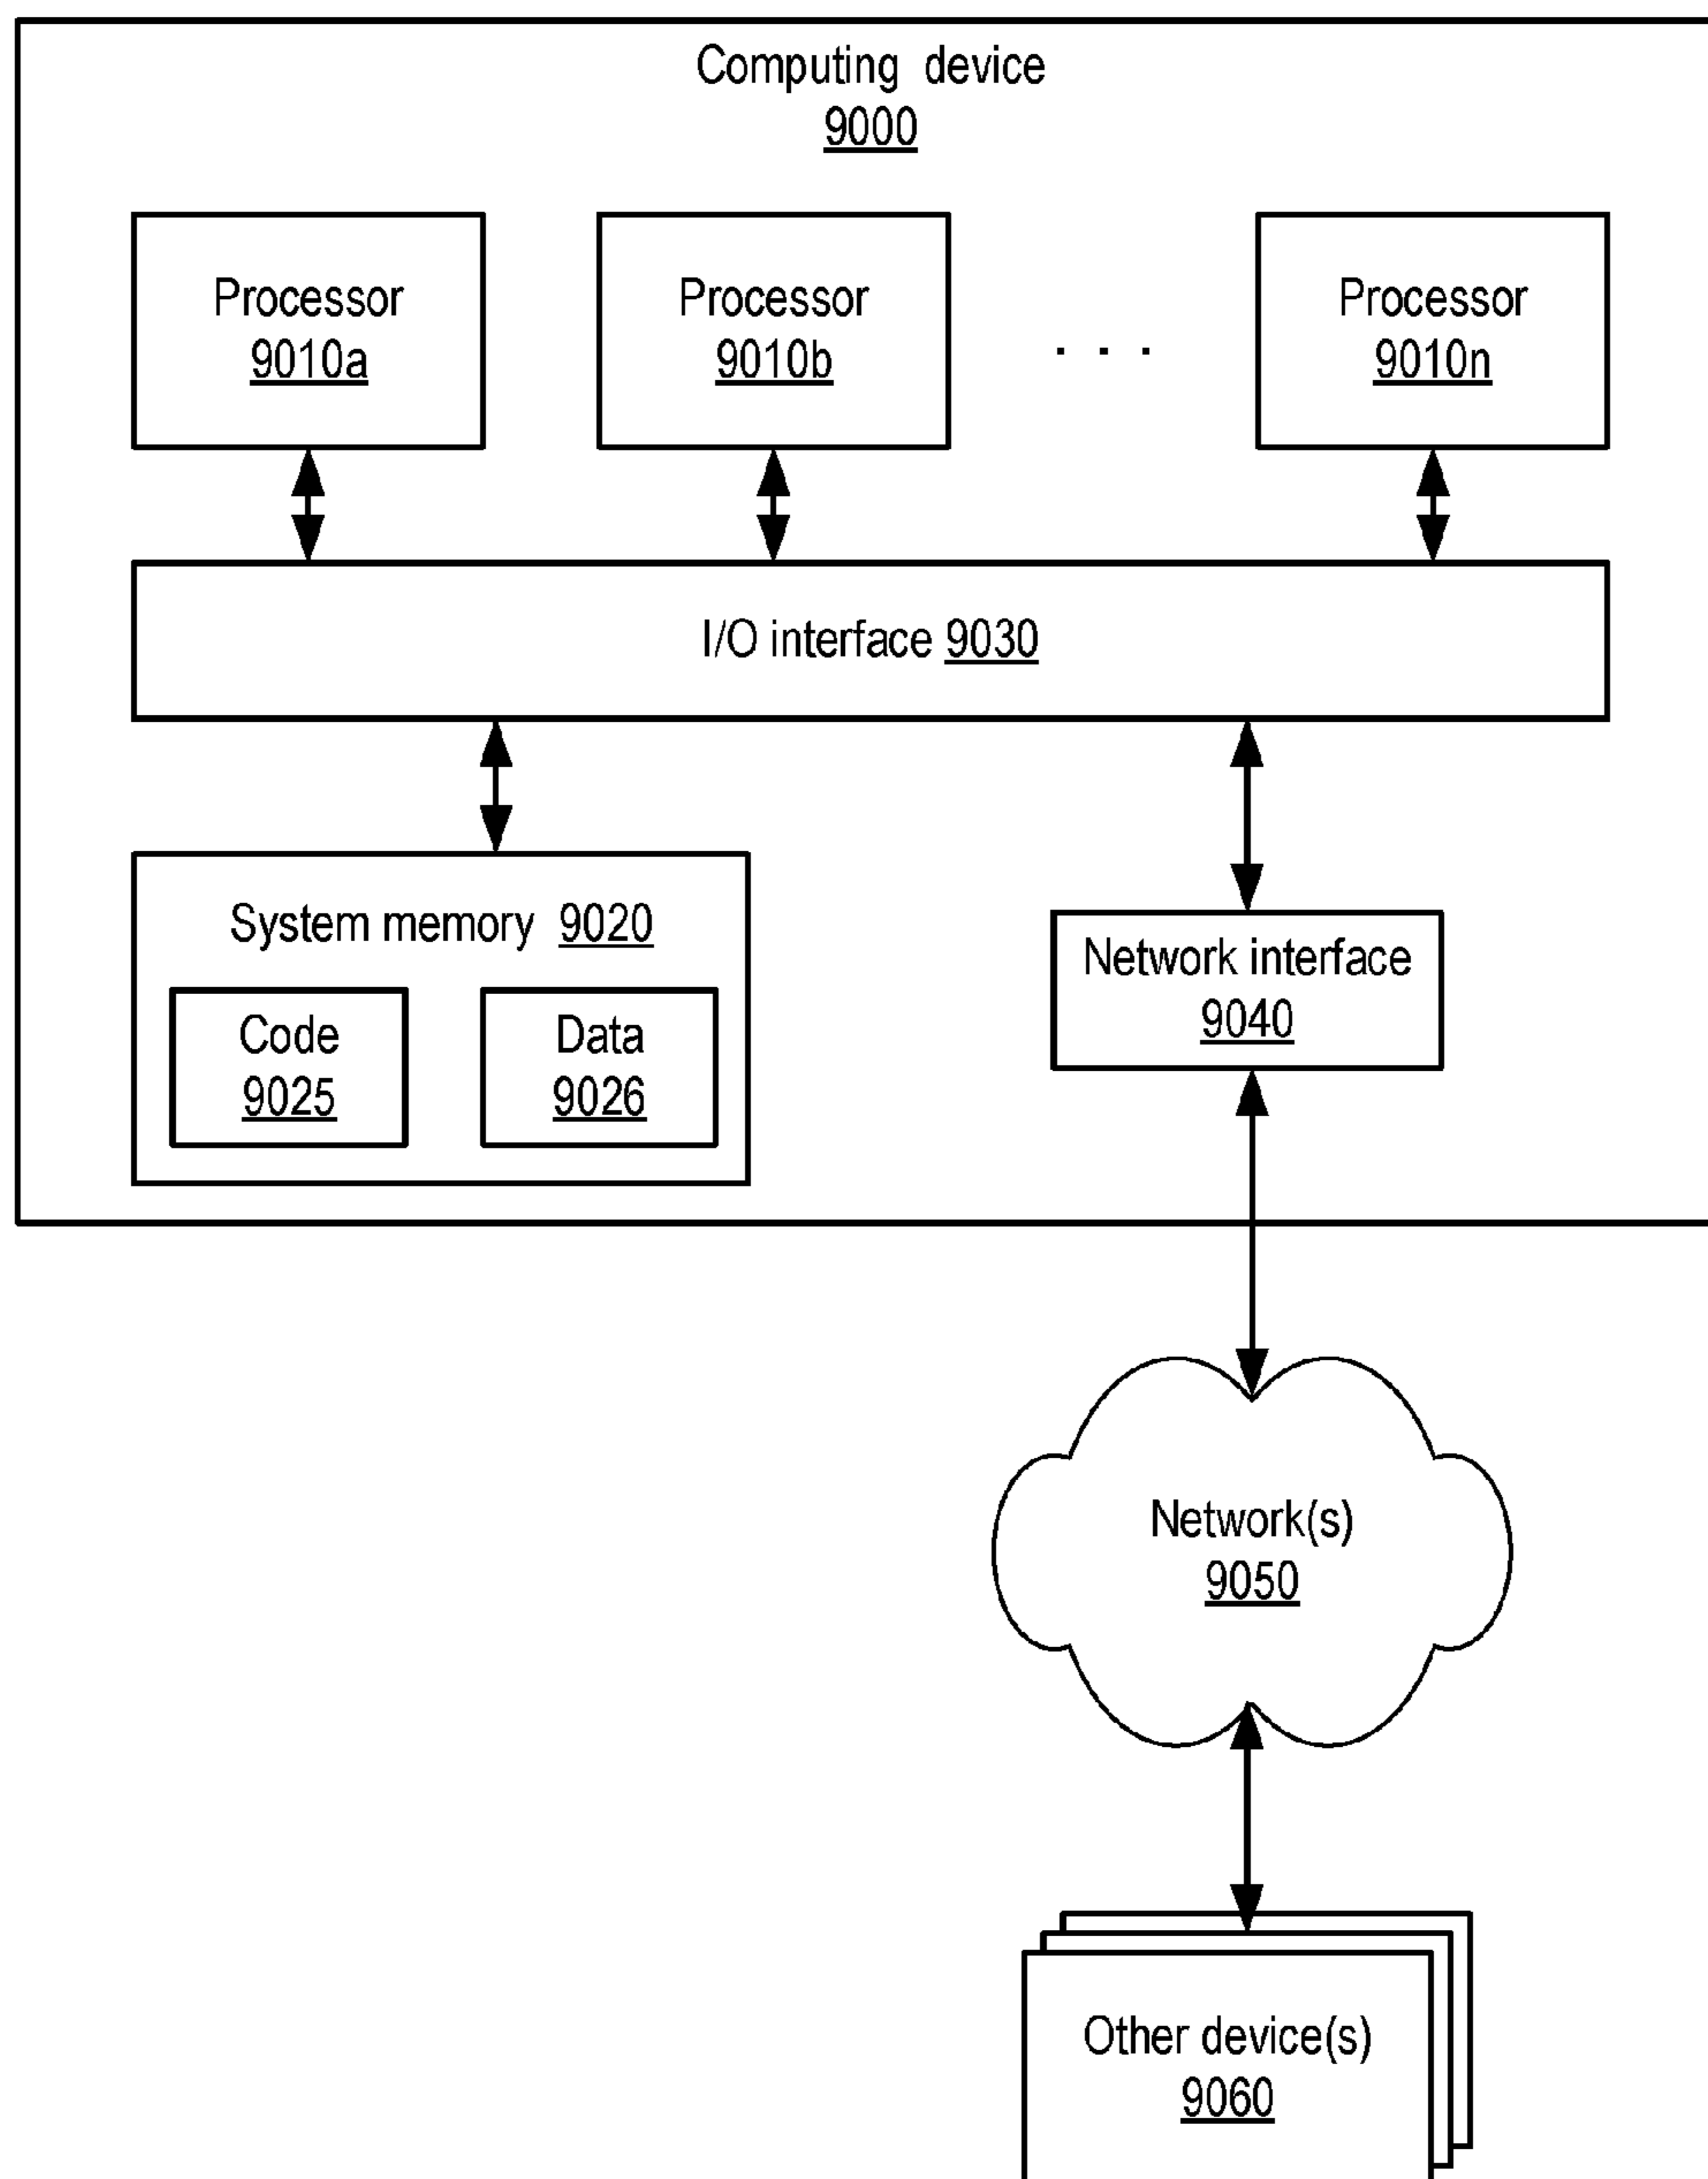 Computing device
9000
Processor
9010a
Processor
9010b
. . .
Processor
9010n
I/O interface 9030
System memory 9020
Code
9025
Data
9026
Network interface
9040
Network(s)
9050
Other device(s)
9060